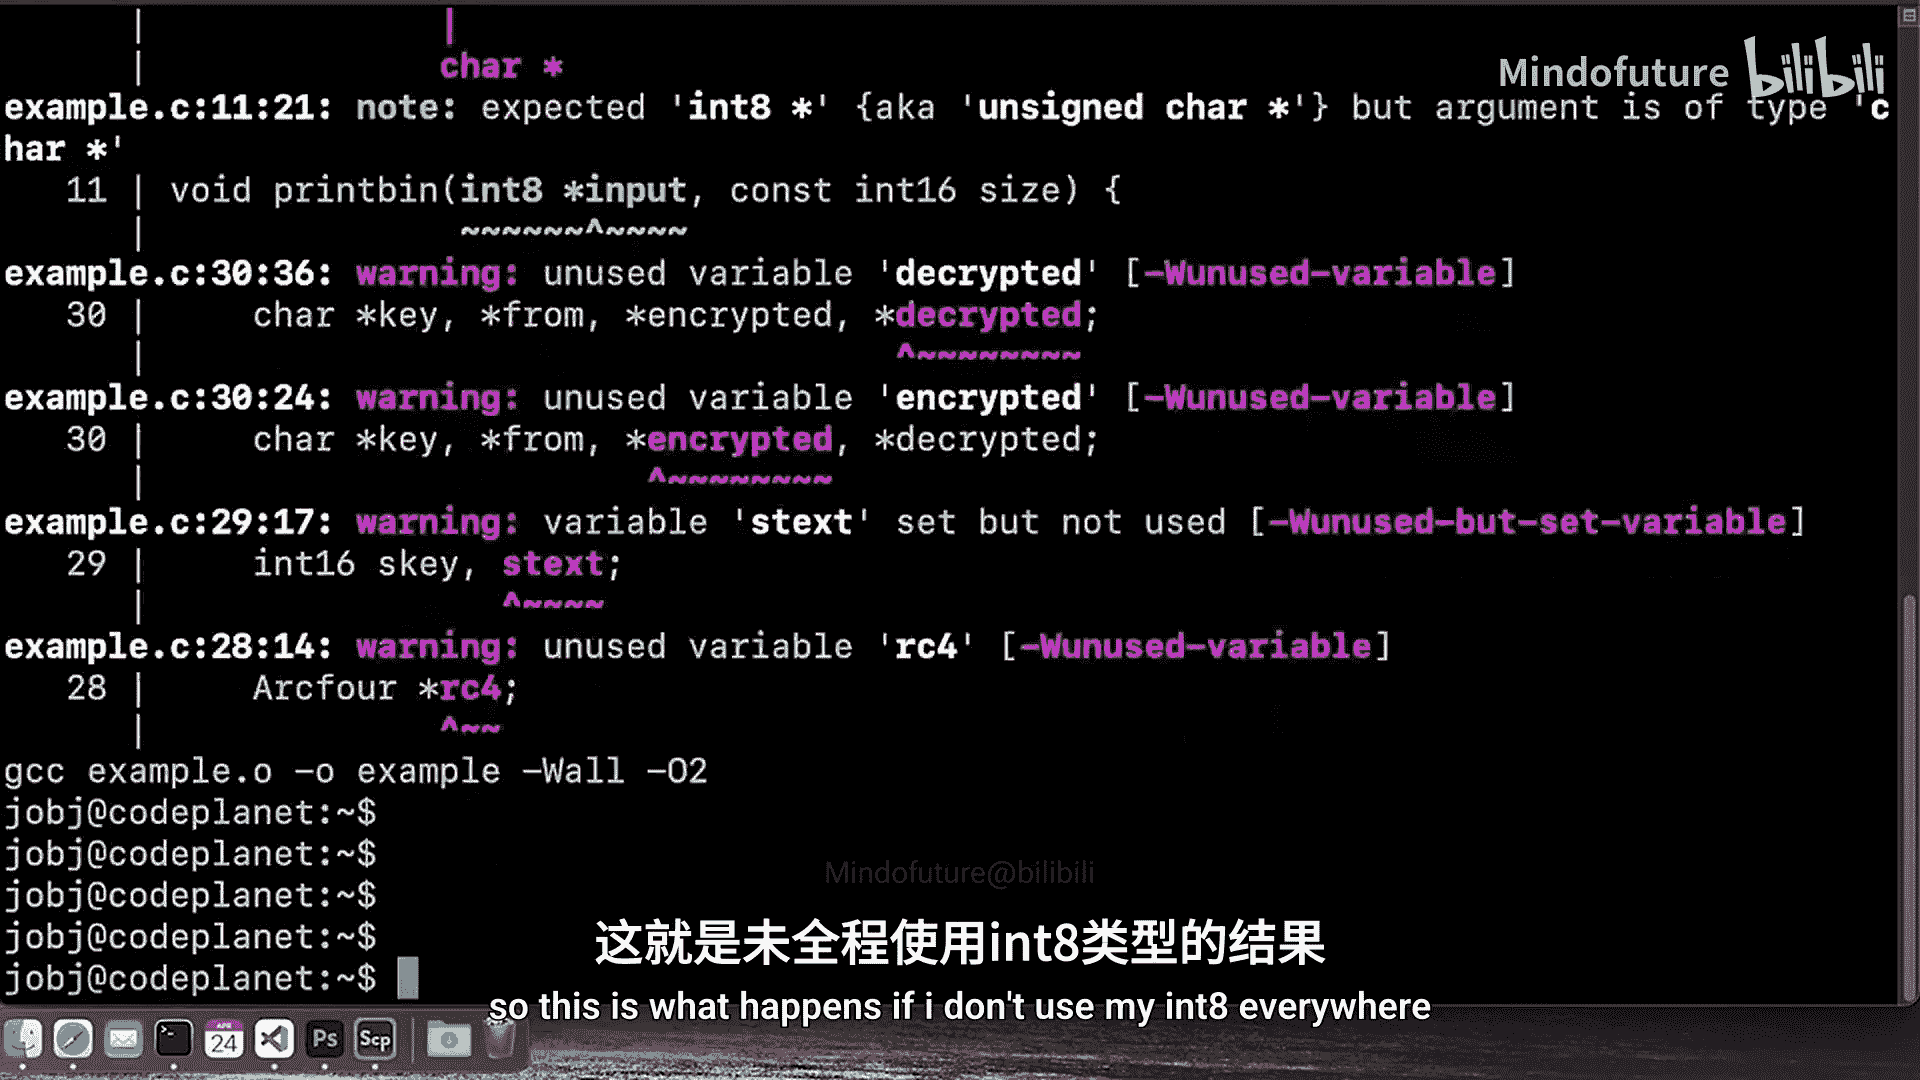 |              |
|              char *
Mindofuture bilibili
example.c:11:21: note: expected 'int8 *' {aka 'unsigned char *'} but argument is of type 'c
har *'
   11 | void printbin(int8 *input, const int16 size) {
      |               ~~~~~~^~~~~
example.c:30:36: warning: unused variable 'decrypted' [-Wunused-variable]
   30 |     char *key, *from, *encrypted, *decrypted;
      |                                    ^~~~~~~~~
example.c:30:24: warning: unused variable 'encrypted' [-Wunused-variable]
   30 |     char *key, *from, *encrypted, *decrypted;
      |                        ^~~~~~~~~
example.c:29:17: warning: variable 'stext' set but not used [-Wunused-but-set-variable]
   29 |     int16 skey, stext;
      |                 ^~~~~
example.c:28:14: warning: unused variable 'rc4' [-Wunused-variable]
   28 |     Arcfour *rc4;
      |              ^~~
gcc example.o -o example -Wall -O2
jobj@codeplanet:~$
jobj@codeplanet:~$
Mindofuture@bilibili
jobj@codeplanet:~$
jobj@codeplanet:~$
这就是未全程使用int8类型的结果
jobj@codeplanet:~$
so this is what happens if i don't use my int8 everywhere
APR
24
Ps
Scp